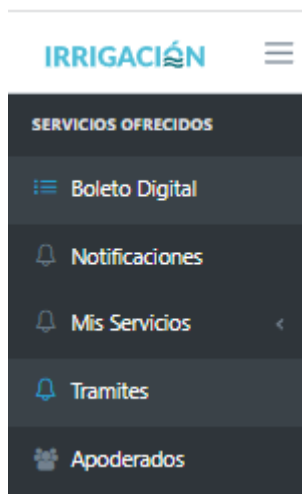 IRRIGACIÓN
SERVICIOS OFRECIDOS
Boleto Digital
Notificaciones
Mis Servicios
Tramites
Apoderados